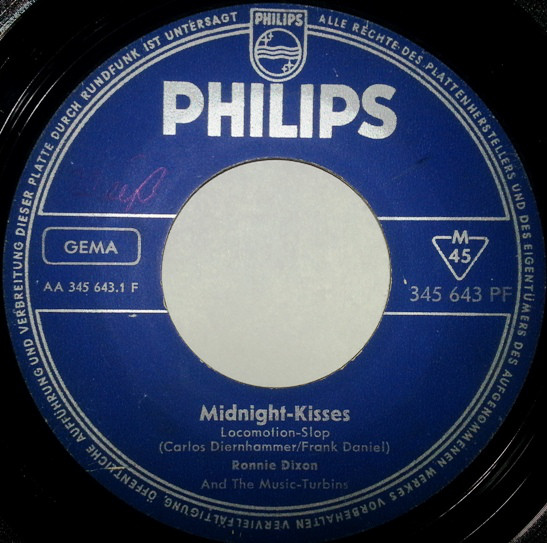 PHILIPS
PHILIPS
ALLE RECHTE DES PLATTENHERSTELLERS UND DES EIGENTÜMERS DES AUFGENOMMENEN WERKES VORBEHALTEN VERVIELFÄLTIGUNG, ÖFFENTLICHE AUFFÜHRUNG UND VERBREITUNG DIESER PLATTE DURCH RUNDFUNK IST UNTERSAGT
GEMA
M
45
AA 345 643.1 F
345 643 PF
Midnight-Kisses
Locomotion-Slop
(Carlos Diernhammer/Frank Daniel)
Ronnie Dixon
And The Music-Turbins